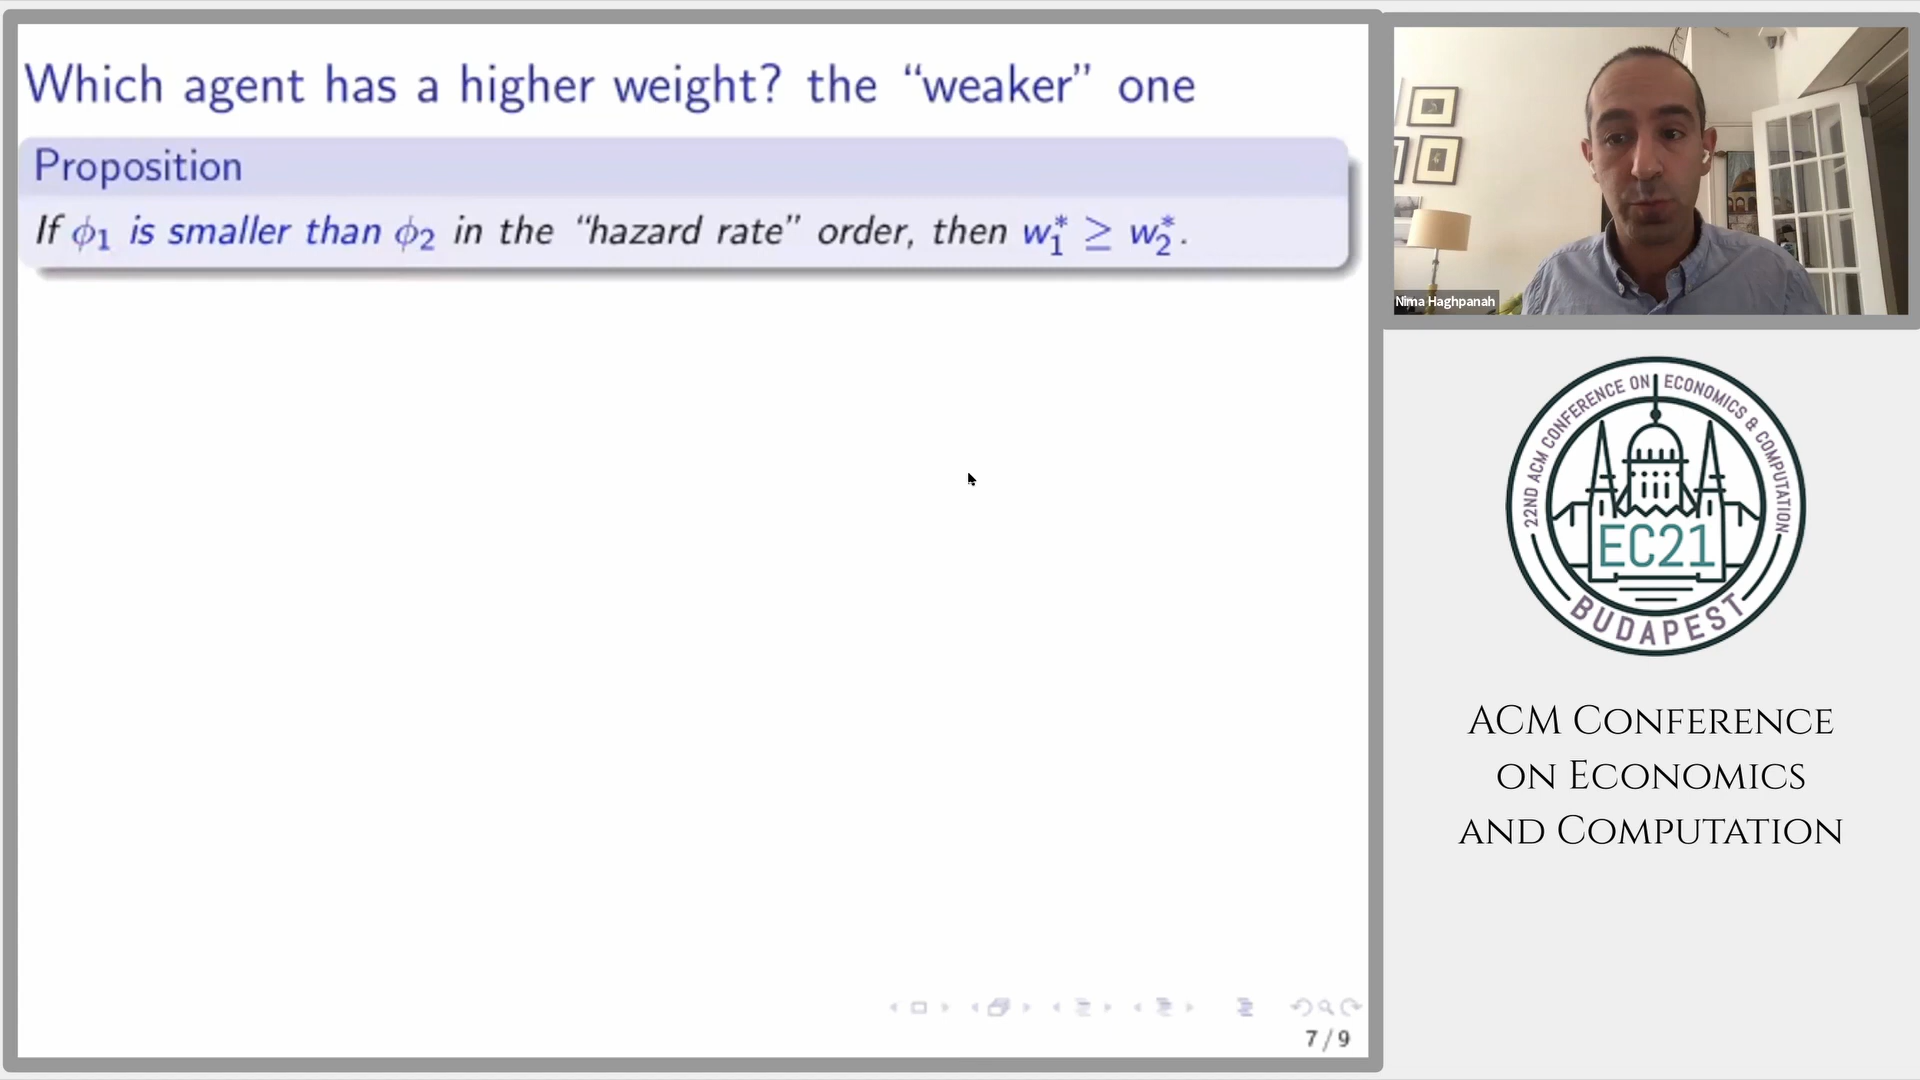 Which agent has a higher weight? the “weaker” one
Proposition
If ϕ₁ is smaller than ϕ₂ in the “hazard rate” order, then w₁* ≥ w₂*.
7 / 9
Nima Haghpanah
22ND ACM CONFERENCE ON ECONOMICS & COMPUTATION
EC21
BUDAPEST
ACM Conference
on Economics
and Computation